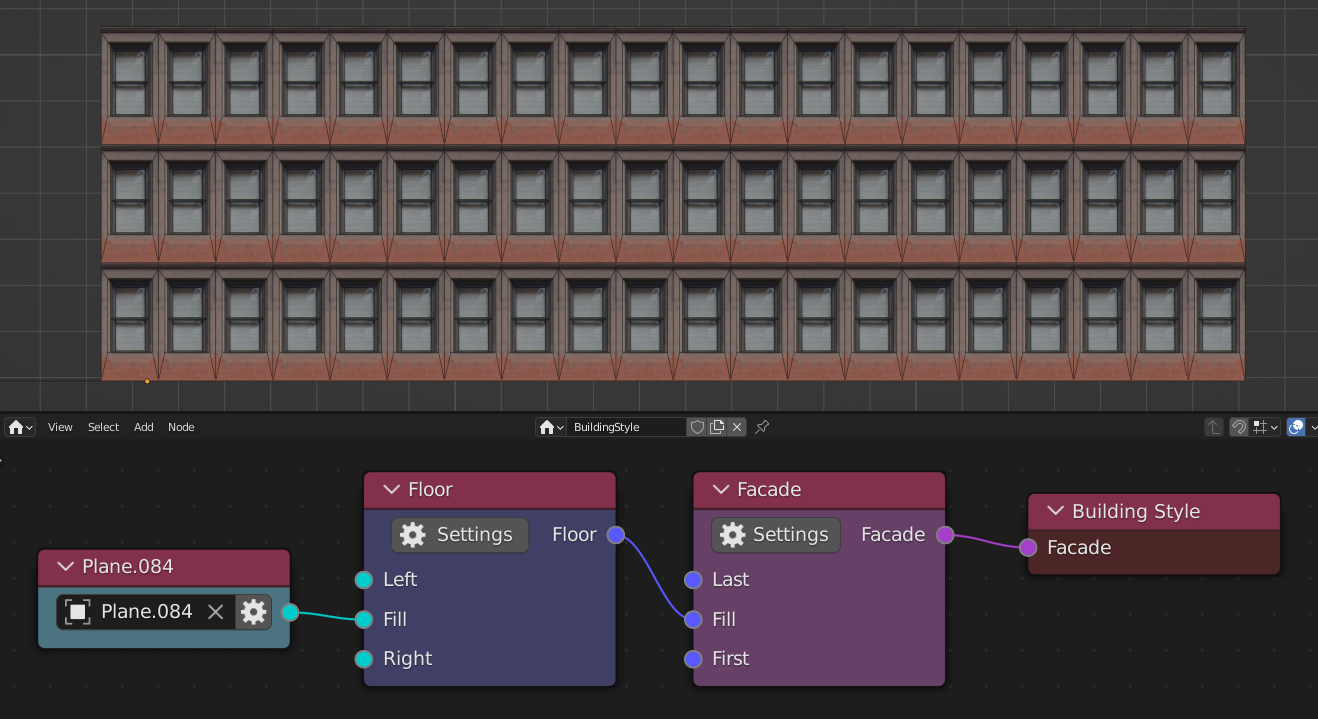 View Select Add Node BuildingStyle
Floor
Settings Floor
Left
Fill
Right
Facade
Settings Facade
Last
Fill
First
Building Style
Facade
Plane.084
Plane.084